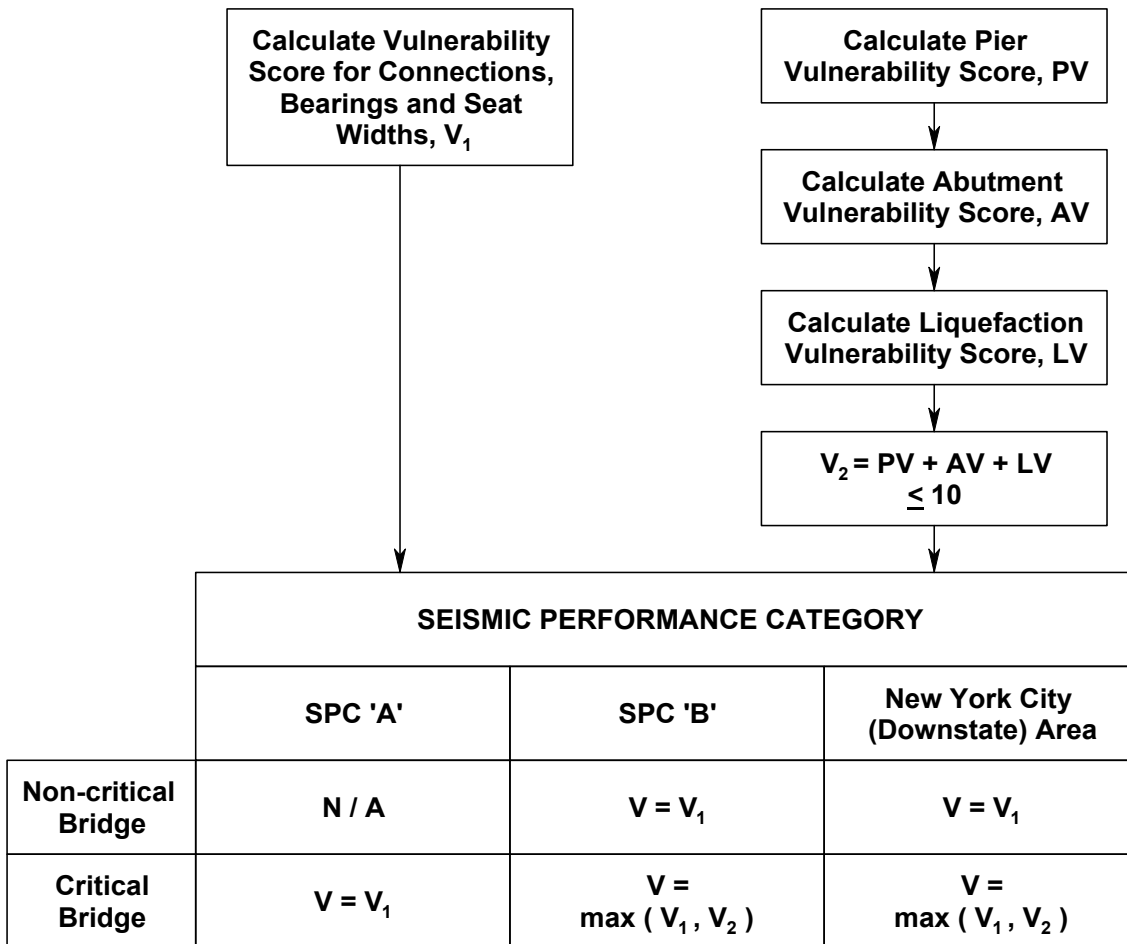 Calculate Vulnerability
Score for Connections,
Bearings and Seat
Widths, V₁
Calculate Pier
Vulnerability Score, PV
Calculate Abutment
Vulnerability Score, AV
Calculate Liquefaction
Vulnerability Score, LV
V₂ = PV + AV + LV
≤ 10
SEISMIC PERFORMANCE CATEGORY
SPC 'A'
SPC 'B'
New York City
(Downstate) Area
Non-critical
Bridge
N / A
V = V₁
V = V₁
Critical
Bridge
V = V₁
V =
max ( V₁ , V₂ )
V =
max ( V₁ , V₂ )